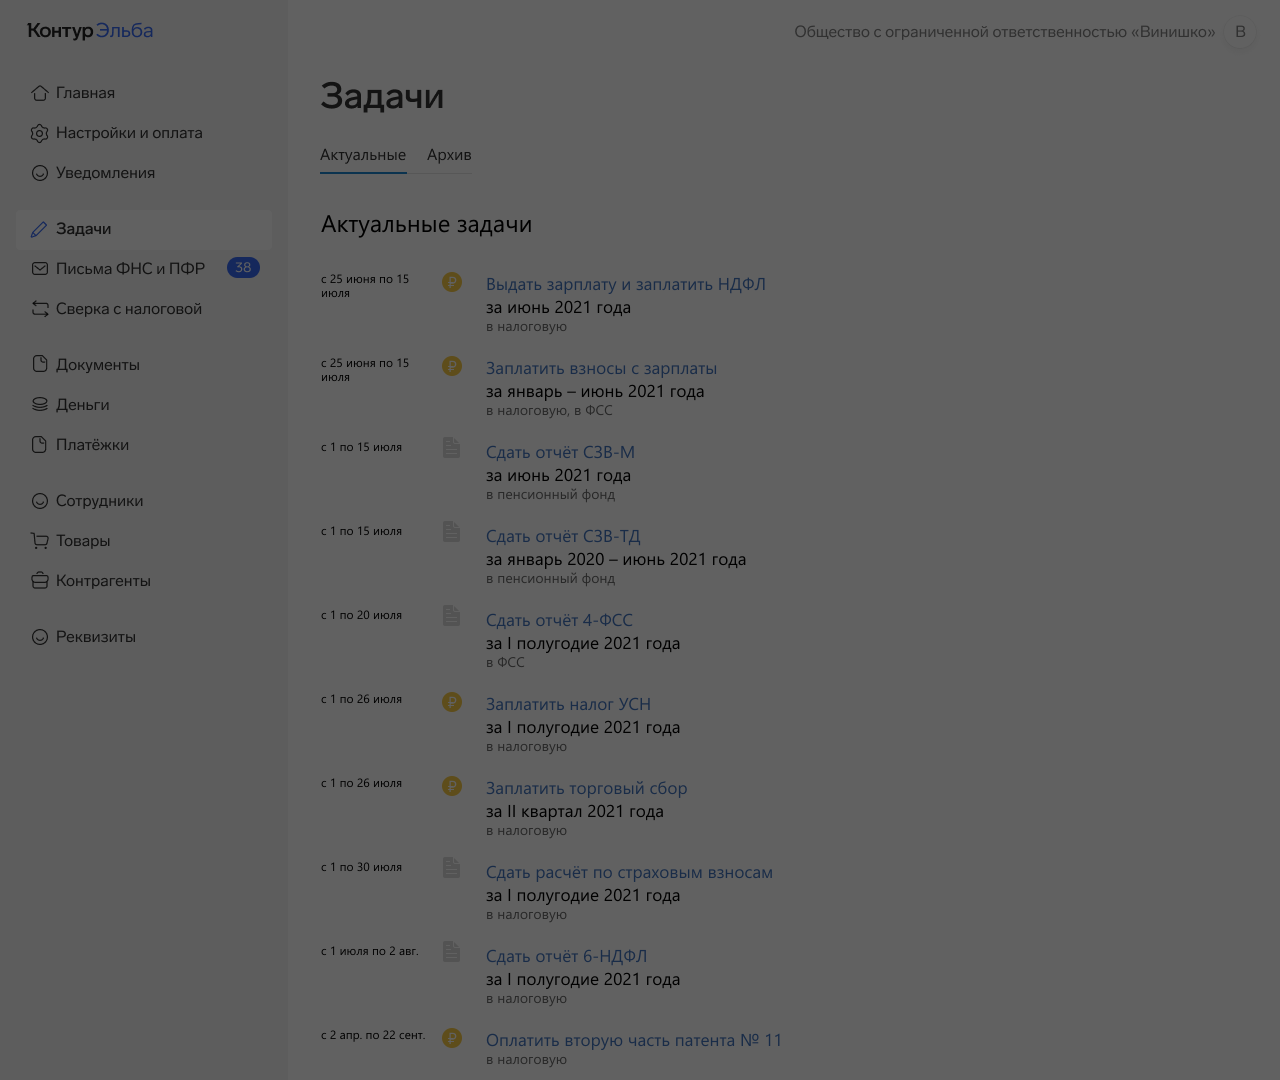 КонтурЭльба
Общество с ограниченной ответственностью «Винишко» В
Главная
Настройки и оплата
Уведомления
Задачи
Письма ФНС и ПФР 38
Сверка с налоговой
Документы
Деньги
Платёжки
Сотрудники
Товары
Контрагенты
Реквизиты
Задачи
Актуальные Архив
Актуальные задачи
с 25 июня по 15
июля
Выдать зарплату и заплатить НДФЛ
за июнь 2021 года
в налоговую
с 25 июня по 15
июля
Заплатить взносы с зарплаты
за январь – июнь 2021 года
в налоговую, в ФСС
с 1 по 15 июля
Сдать отчёт СЗВ-М
за июнь 2021 года
в пенсионный фонд
с 1 по 15 июля
Сдать отчёт СЗВ-ТД
за январь 2020 – июнь 2021 года
в пенсионный фонд
с 1 по 20 июля
Сдать отчёт 4-ФСС
за I полугодие 2021 года
в ФСС
с 1 по 26 июля
Заплатить налог УСН
за I полугодие 2021 года
в налоговую
с 1 по 26 июля
Заплатить торговый сбор
за II квартал 2021 года
в налоговую
с 1 по 30 июля
Сдать расчёт по страховым взносам
за I полугодие 2021 года
в налоговую
с 1 июля по 2 авг.
Сдать отчёт 6-НДФЛ
за I полугодие 2021 года
в налоговую
с 2 апр. по 22 сент.
Оплатить вторую часть патента № 11
в налоговую